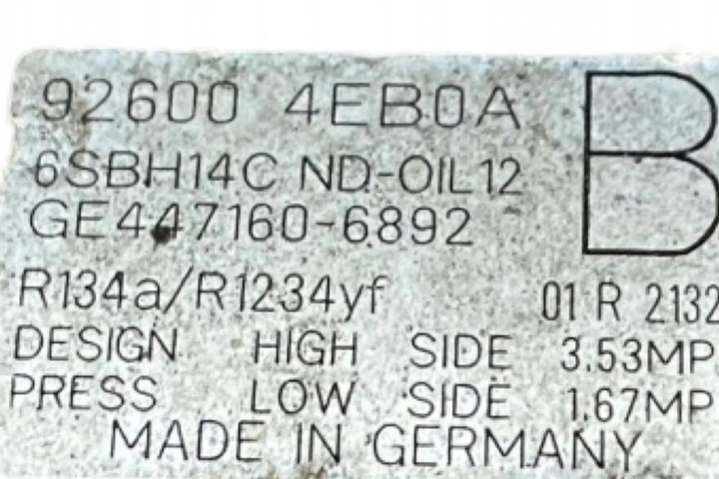 92600 4EB0A B
6SBH14C ND-OIL12
GE447160-6892
R134a/R1234yf 01 R 2132
DESIGN HIGH SIDE 3.53MP
PRESS LOW SIDE 1.67MP
MADE IN GERMANY